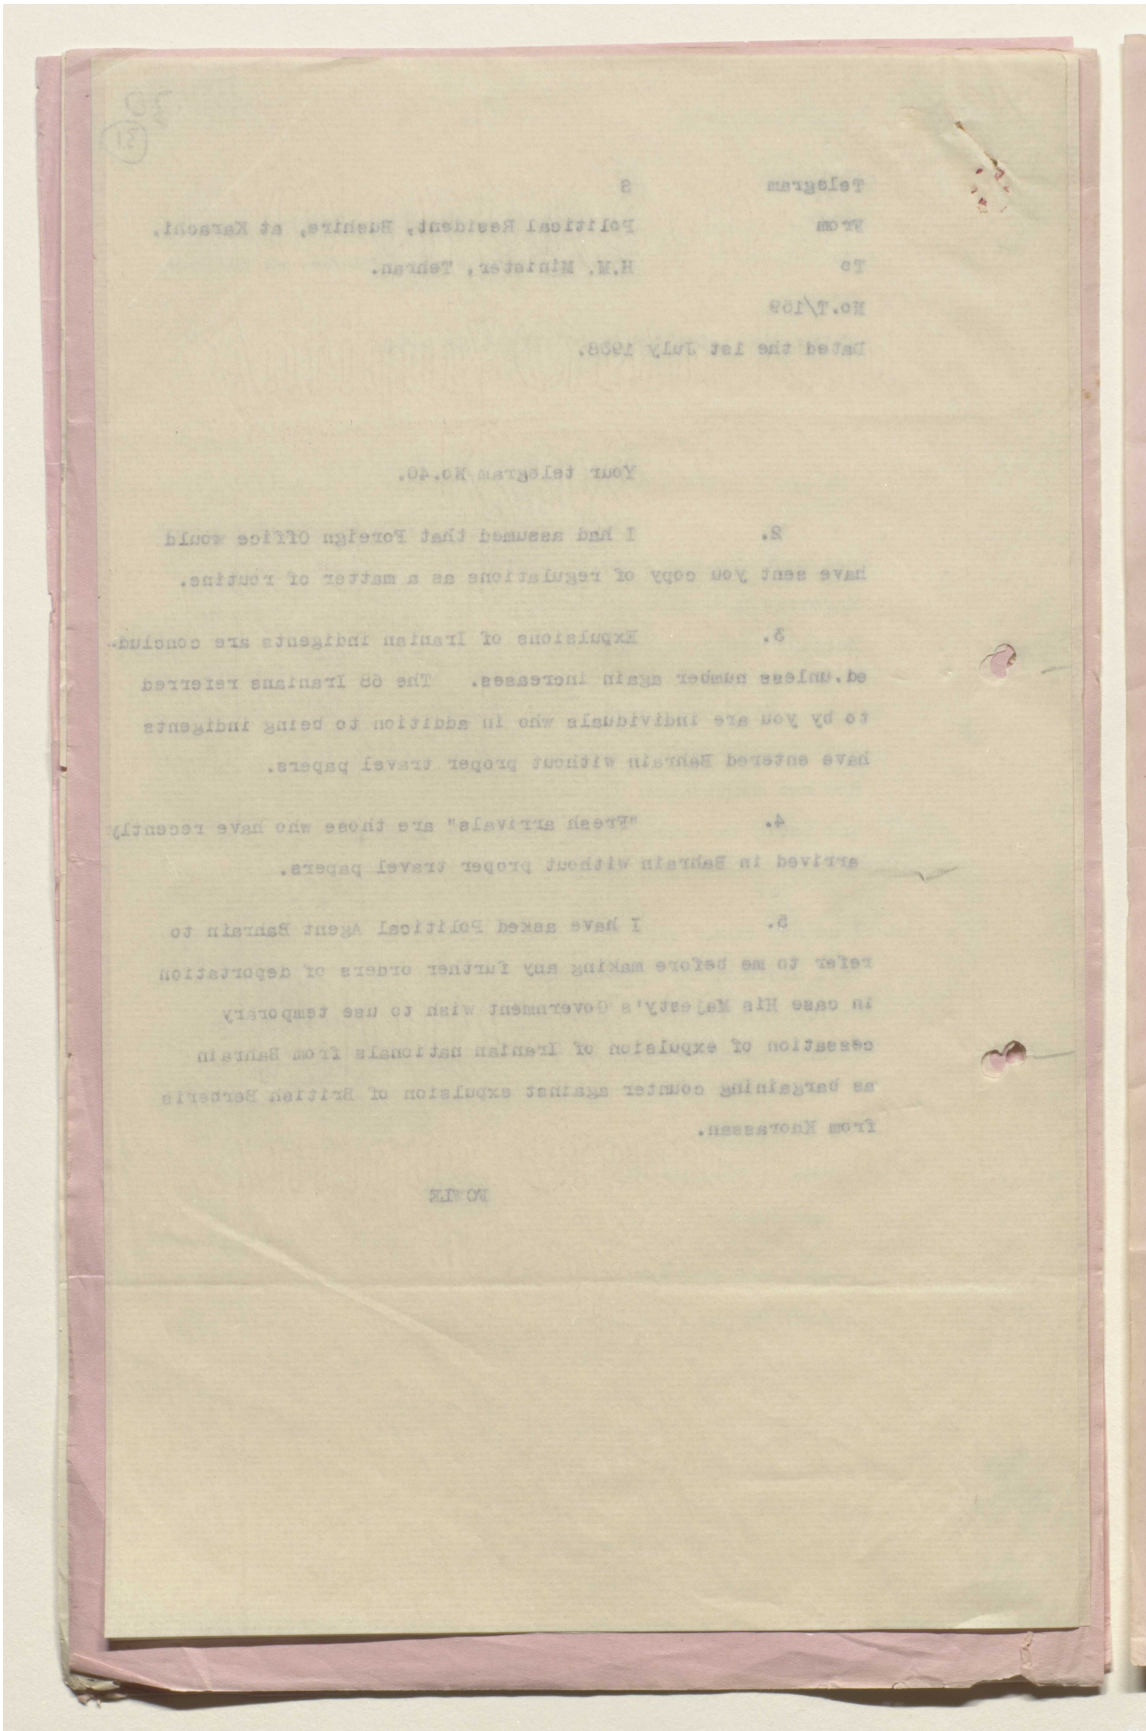 30
31
Telegram S
From Political Resident, Bushire, at Karachi.
To H.M. Minister, Tehran.
No.T/159
Dated the 1st July 1938.
Your telegram No.40.
2. I had assumed that Foreign Office would
have sent you copy of regulations as a matter of routine.
3. Expulsions of Iranian indigents are conclud-
ed, unless number again increases. The 68 Iranians referred
to by you are individuals who in addition to being indigents
have entered Bahrain without proper travel papers.
4. "Fresh arrivals" are those who have recently
arrived in Bahrain without proper travel papers.
5. I have asked Political Agent Bahrain to
refer to me before making any further orders of deportation
in case His Majesty's Government wish to use temporary
cessation of expulsion of Iranian nationals from Bahrain
as bargaining counter against expulsion of British Berberis
from Khorassan.
FOWLE